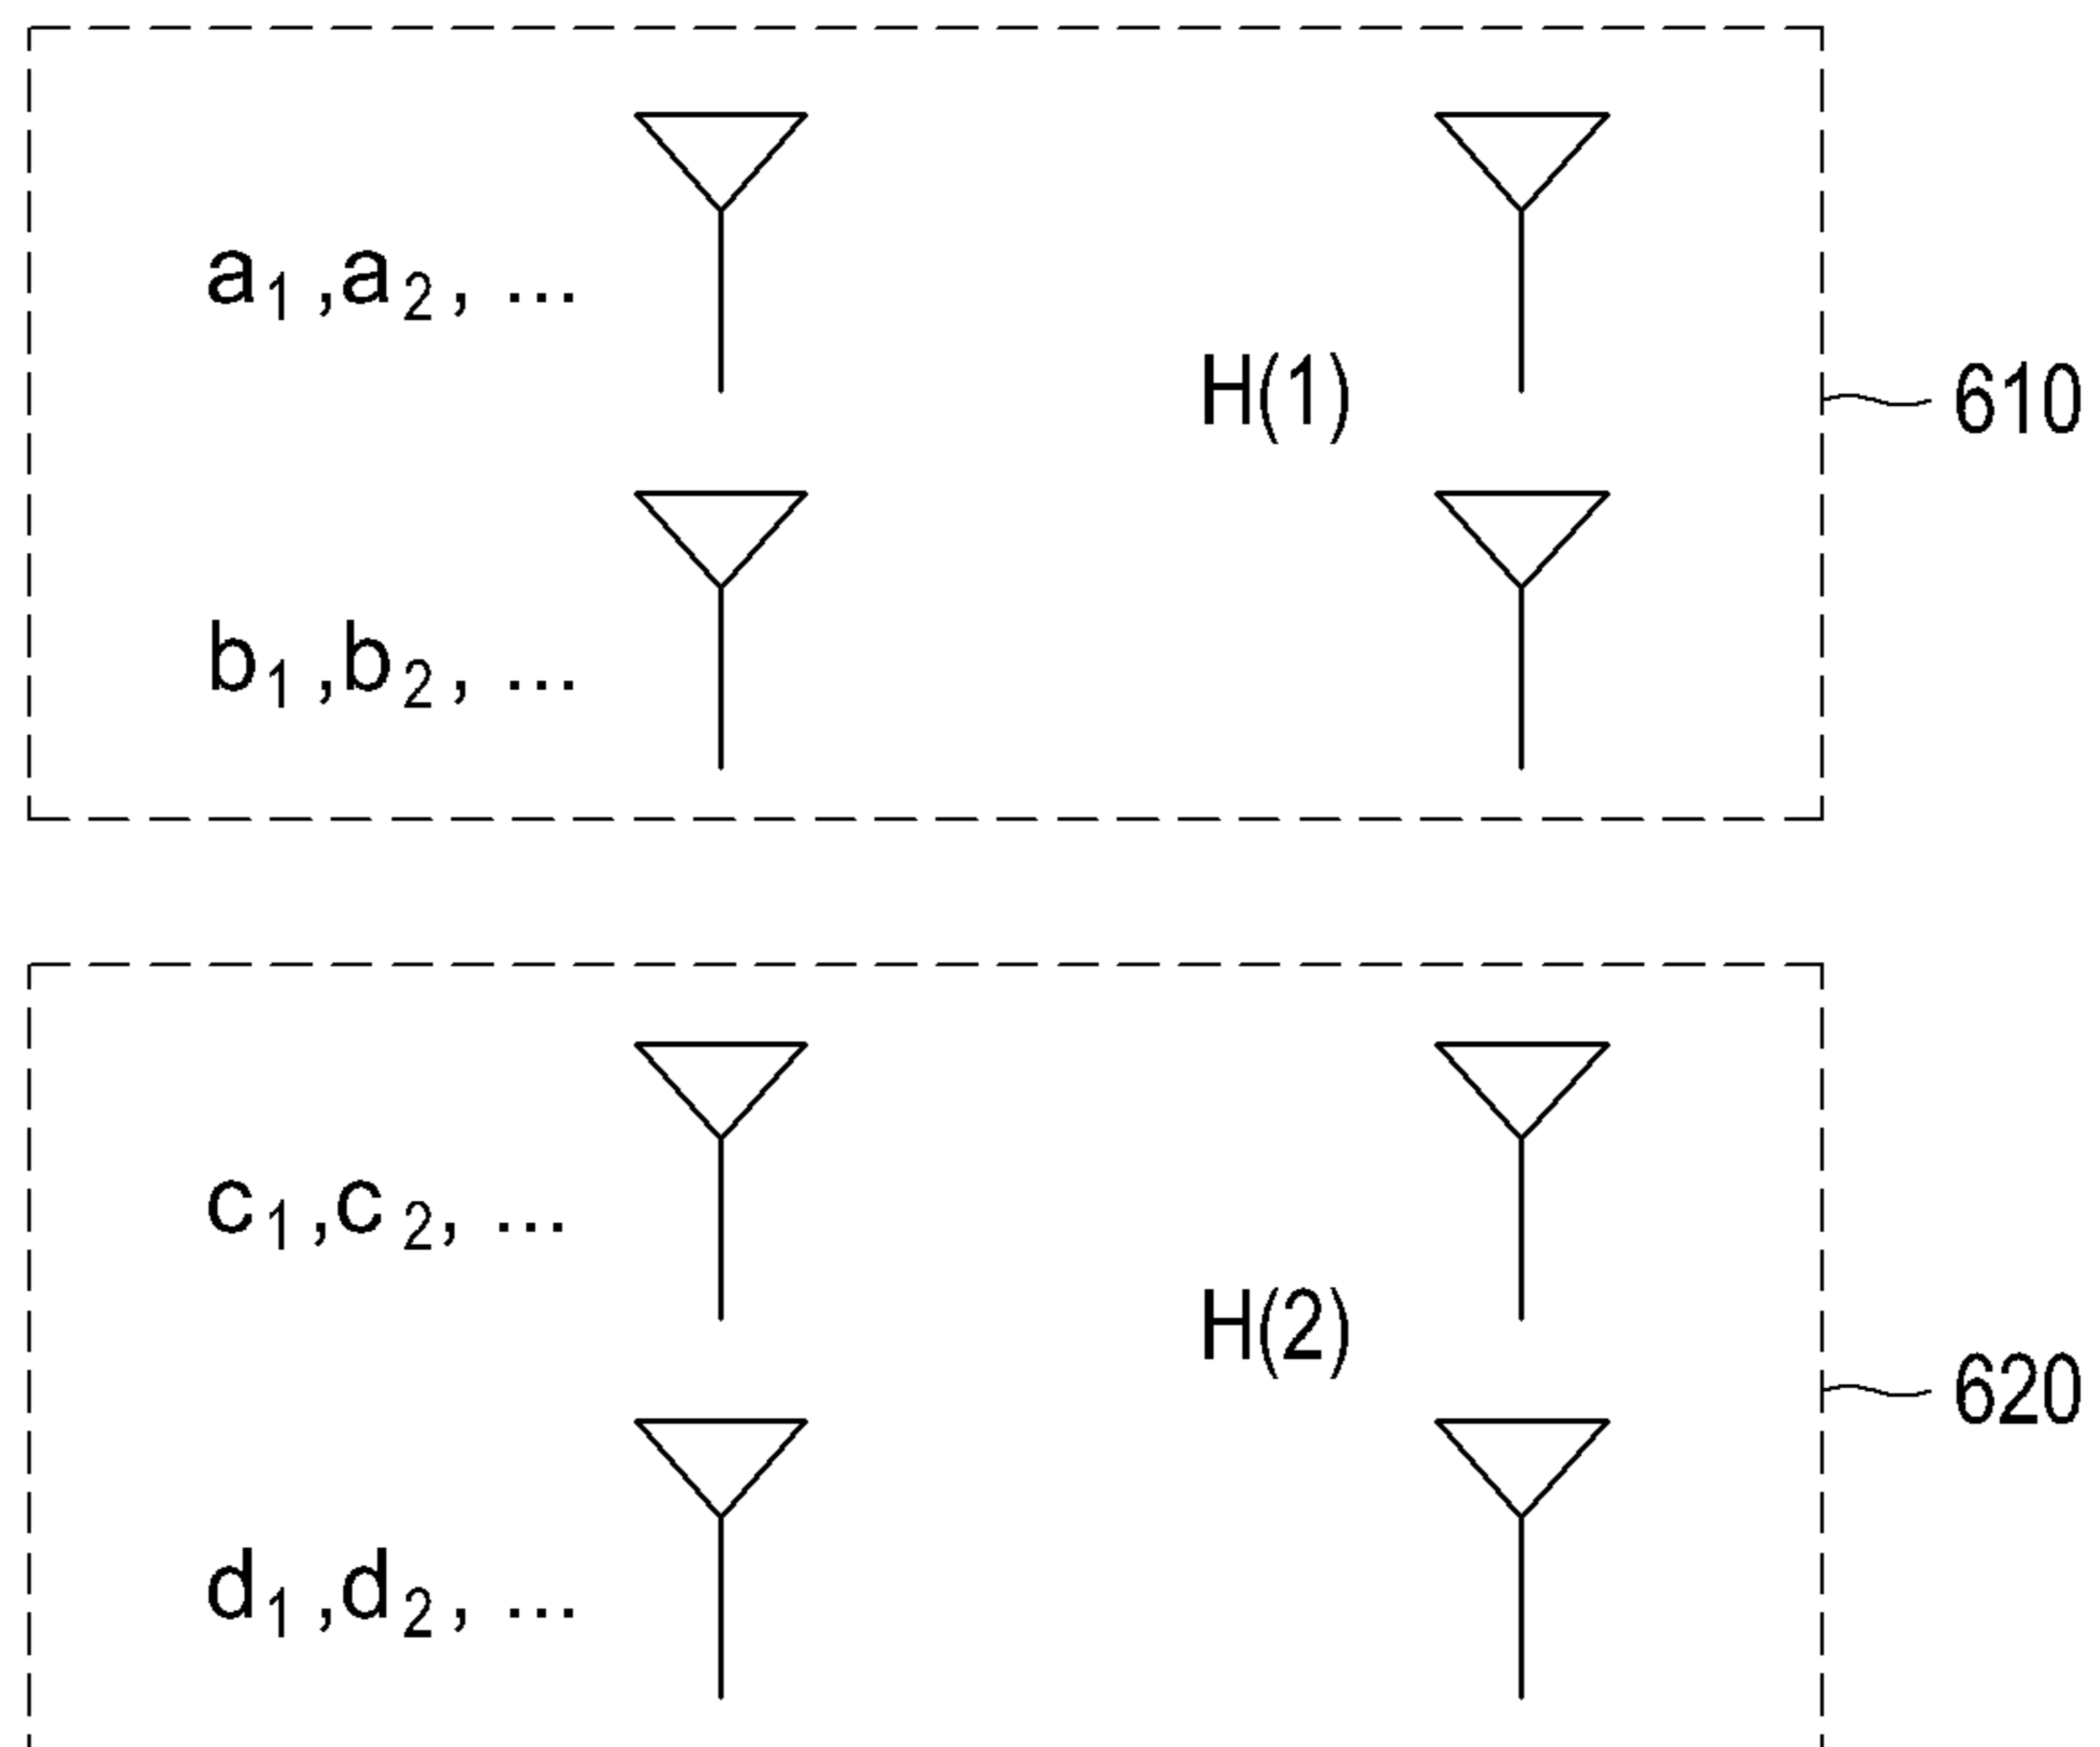 a₁,a₂, ...
H(1)
610
b₁,b₂, ...
c₁,c₂, ...
H(2)
620
d₁,d₂, ...